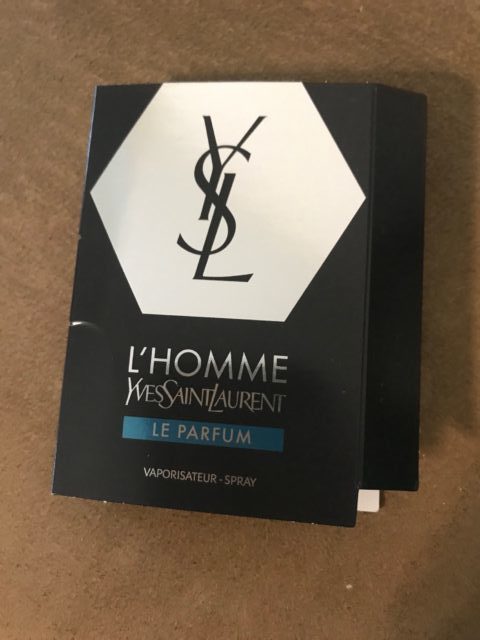 YSL
L'HOMME
YVESSAINTLAURENT
LE PARFUM
VAPORISATEUR - SPRAY